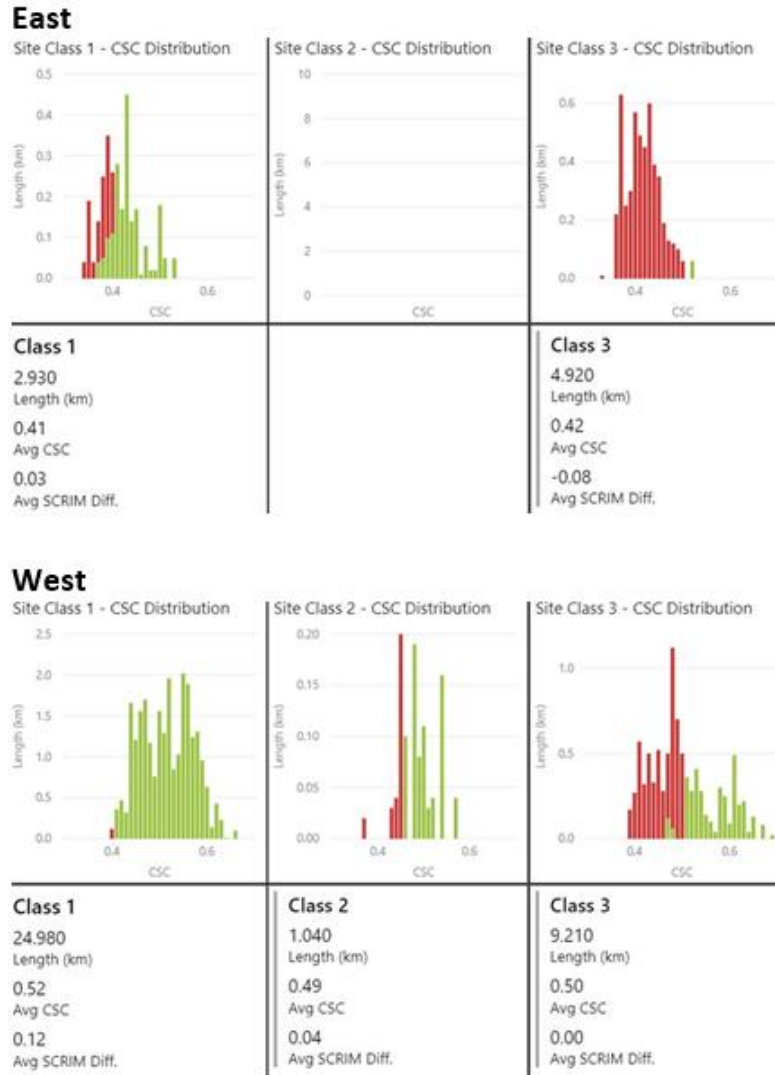 East
Site Class 1 - CSC Distribution
0.5
0.4
0.3
0.2
0.1
0.0
Length (km)
0.4 0.6
CSC
Site Class 2 - CSC Distribution
10
8
6
4
2
0
Length (km)
CSC
Site Class 3 - CSC Distribution
0.6
0.4
0.2
0.0
Length (km)
0.4 0.6
CSC
Class 1
2.930
Length (km)
0.41
Avg CSC
0.03
Avg SCRIM Diff.
Class 3
4.920
Length (km)
0.42
Avg CSC
-0.08
Avg SCRIM Diff.
West
Site Class 1 - CSC Distribution
2.5
2.0
1.5
1.0
0.5
0.0
Length (km)
0.4 0.6
CSC
Site Class 2 - CSC Distribution
0.20
0.15
0.10
0.05
0.00
Length (km)
0.4 0.6
CSC
Site Class 3 - CSC Distribution
1.0
0.5
0.0
Length (km)
0.4 0.6
CSC
Class 1
24.980
Length (km)
0.52
Avg CSC
0.12
Avg SCRIM Diff.
Class 2
1.040
Length (km)
0.49
Avg CSC
0.04
Avg SCRIM Diff.
Class 3
9.210
Length (km)
0.50
Avg CSC
0.00
Avg SCRIM Diff.